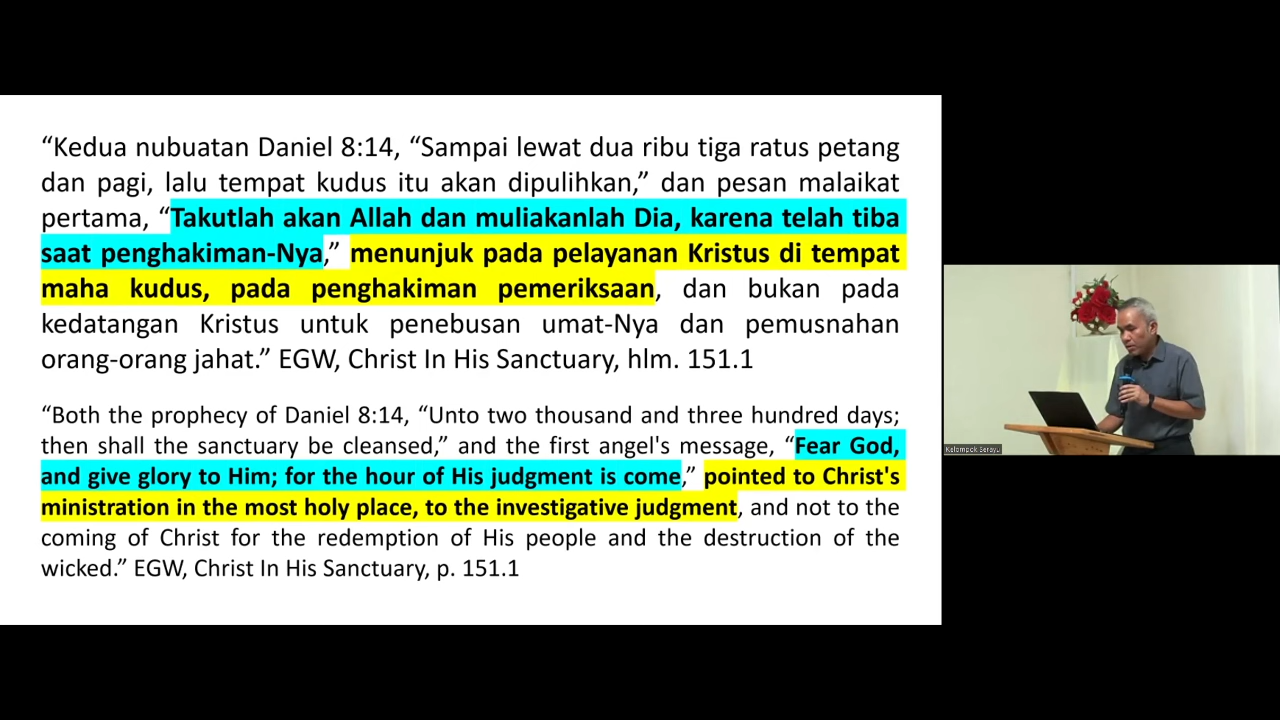 “Kedua nubuatan Daniel 8:14, “Sampai lewat dua ribu tiga ratus petang
dan pagi, lalu tempat kudus itu akan dipulihkan,” dan pesan malaikat
pertama, “Takutlah akan Allah dan muliakanlah Dia, karena telah tiba
saat penghakiman-Nya,” menunjuk pada pelayanan Kristus di tempat
maha kudus, pada penghakiman pemeriksaan, dan bukan pada
kedatangan Kristus untuk penebusan umat-Nya dan pemusnahan
orang-orang jahat.” EGW, Christ In His Sanctuary, hlm. 151.1
“Both the prophecy of Daniel 8:14, “Unto two thousand and three hundred days;
then shall the sanctuary be cleansed,” and the first angel's message, “Fear God,
and give glory to Him; for the hour of His judgment is come,” pointed to Christ's
ministration in the most holy place, to the investigative judgment, and not to the
coming of Christ for the redemption of His people and the destruction of the
wicked.” EGW, Christ In His Sanctuary, p. 151.1
Kelompok Serayu